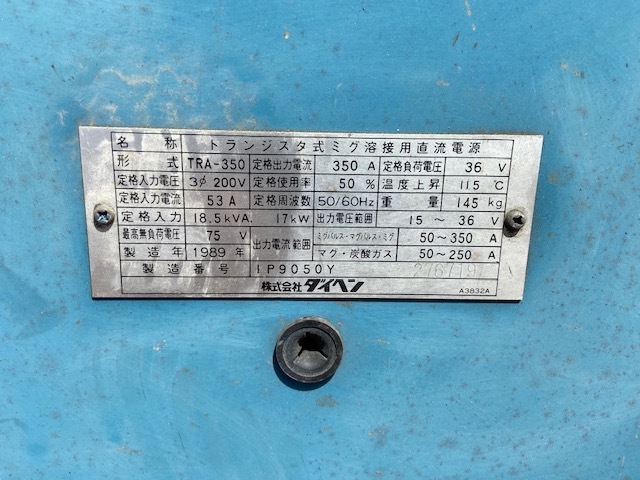 名 称 トランジスタ式ミグ溶接用直流電源
形 式 TRA-350 定格出力電流 350 A 定格負荷電圧 36 V
定格入力電圧 3φ 200V 定格使用率 50 % 温度上昇 115 ℃
定格入力電流 53 A 定格周波数 50/60Hz 重 量 145 kg
定格入力 18.5kVA. 17kW 出力電圧範囲 15 ～ 36 V
最高無負荷電圧 75 V 出力電流範囲 ミグパルス・マグパルス・ミグ 50～350 A
製 造 年 1989 年 マグ・炭酸ガス 50～250 A
製 造 番 号 1P9050Y
株式会社 ダイヘン A3832A